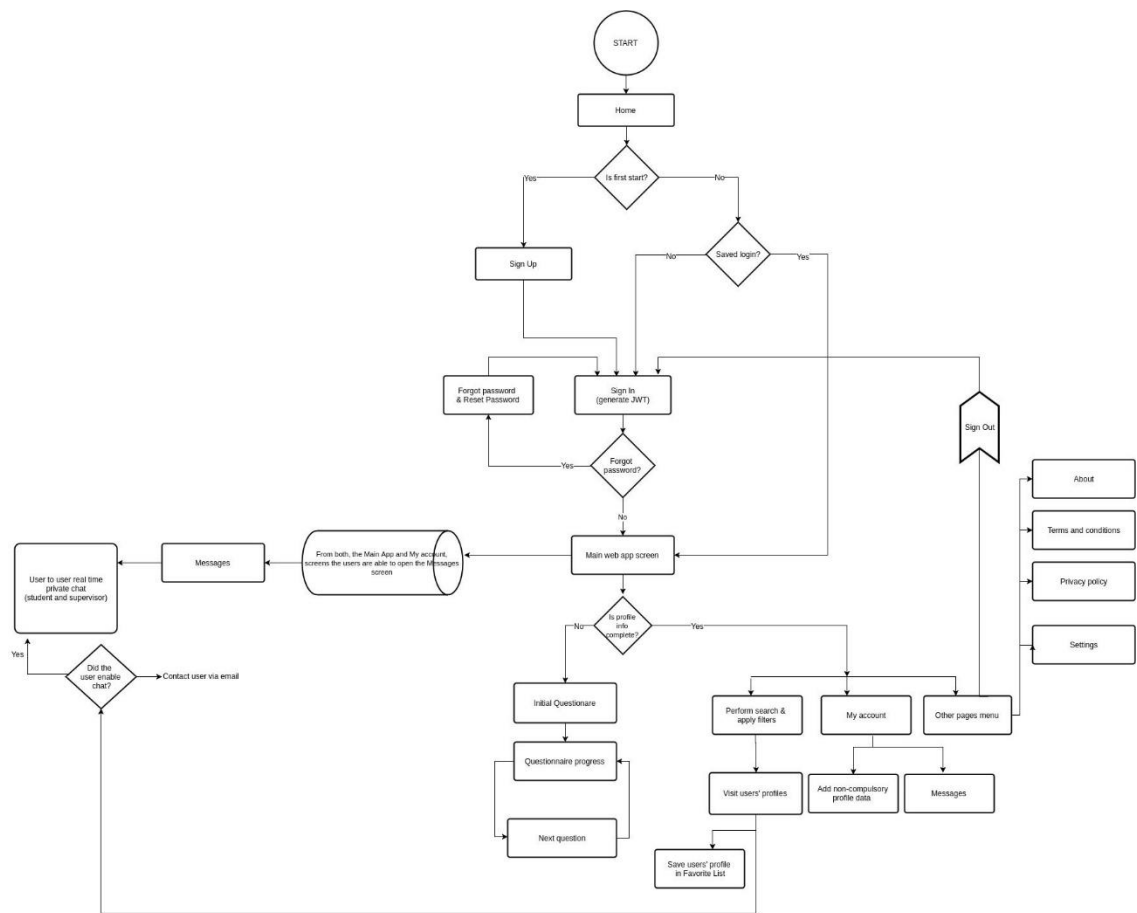 START
Home
Is first start?
Yes
No
Saved login?
No
Yes
Sign Up
Forgot password
& Reset Password
Sign In
(generate JWT)
Sign Out
Forgot
password?
Yes
No
About
Terms and conditions
Privacy policy
Settings
Main web app screen
From both, the Main App and My account,
screens the users are able to open the Messages
screen
Messages
User to user real time
private chat
(student and supervisor)
Yes
Did the
user enable
chat?
Contact user via email
Is profile
info
complete?
No
Yes
Initial Questionare
Questionnaire progress
Next question
Perform search &
apply filters
My account
Other pages menu
Visit users' profiles
Add non-compulsory
profile data
Messages
Save users' profile
in Favorite List